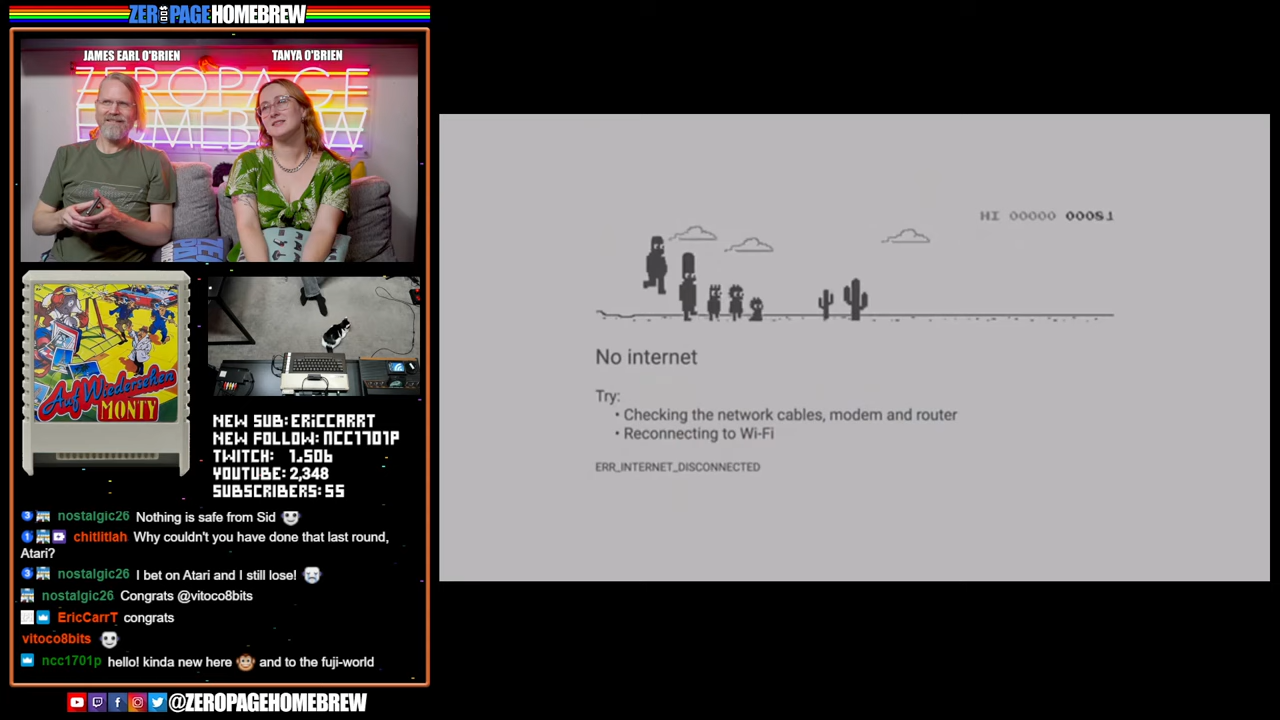 ZEROPAGE HOMEBREW
JAMES EARL O'BRIEN
TANYA O'BRIEN
ZEROPAGE
HOMEBREW
HI 00000 00081
Auf Wiedersehen
MONTY
No internet
Try:
• Checking the network cables, modem and router
• Reconnecting to Wi-Fi
ERR_INTERNET_DISCONNECTED
NEW SUB: ERICCARRT
NEW FOLLOW: NCC1701P
TWITCH: 1,506
YOUTUBE: 2,348
SUBSCRIBERS: 55
nostalgic26 Nothing is safe from Sid
chitlitlah Why couldn't you have done that last round,
Atari?
nostalgic26 I bet on Atari and I still lose!
nostalgic26 Congrats @vitoco8bits
EricCarrT congrats
vitoco8bits
ncc1701p hello! kinda new here and to the fuji-world
@ZEROPAGEHOMEBREW